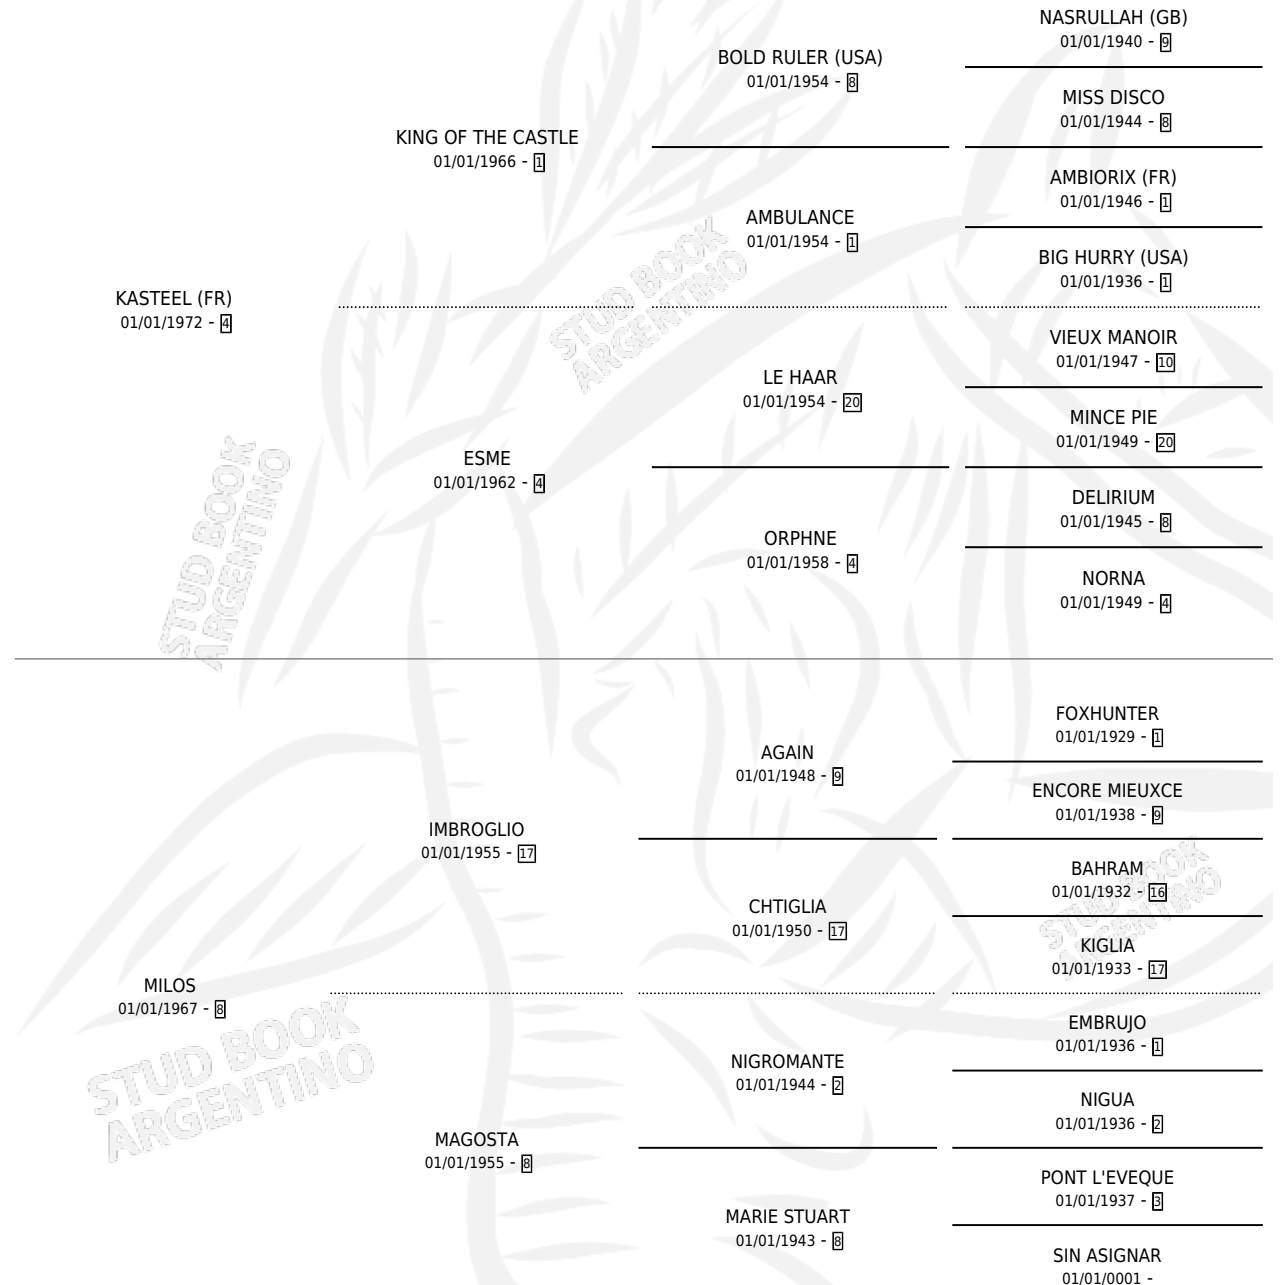 NASRULLAH (GB)
01/01/1940 - 9
BOLD RULER (USA)
01/01/1954 - 8
MISS DISCO
01/01/1944 - 8
KING OF THE CASTLE
01/01/1966 - 1
AMBIORIX (FR)
01/01/1946 - 1
AMBULANCE
01/01/1954 - 1
BIG HURRY (USA)
01/01/1936 - 1
STUD BOOK
ARGENTINO
KASTEEL (FR)
01/01/1972 - 4
VIEUX MANOIR
01/01/1947 - 10
LE HAAR
01/01/1954 - 20
MINCE PIE
01/01/1949 - 20
ESME
01/01/1962 - 4
DELIRIUM
01/01/1945 - 8
ORPHNE
01/01/1958 - 4
NORNA
01/01/1949 - 4
STUD BOOK
ARGENTINO
FOXHUNTER
01/01/1929 - 1
AGAIN
01/01/1948 - 9
ENCORE MIEUXCE
01/01/1938 - 9
IMBROGLIO
01/01/1955 - 17
BAHRAM
01/01/1932 - 16
CHTIGLIA
01/01/1950 - 17
KIGLIA
01/01/1933 - 17
STUD BOOK
ARGENTINO
MILOS
01/01/1967 - 8
EMBRUJO
01/01/1936 - 1
NIGROMANTE
01/01/1944 - 2
NIGUA
01/01/1936 - 2
STUD BOOK
ARGENTINO
MAGOSTA
01/01/1955 - 8
PONT L'EVEQUE
01/01/1937 - 3
MARIE STUART
01/01/1943 - 8
SIN ASIGNAR
01/01/0001 -